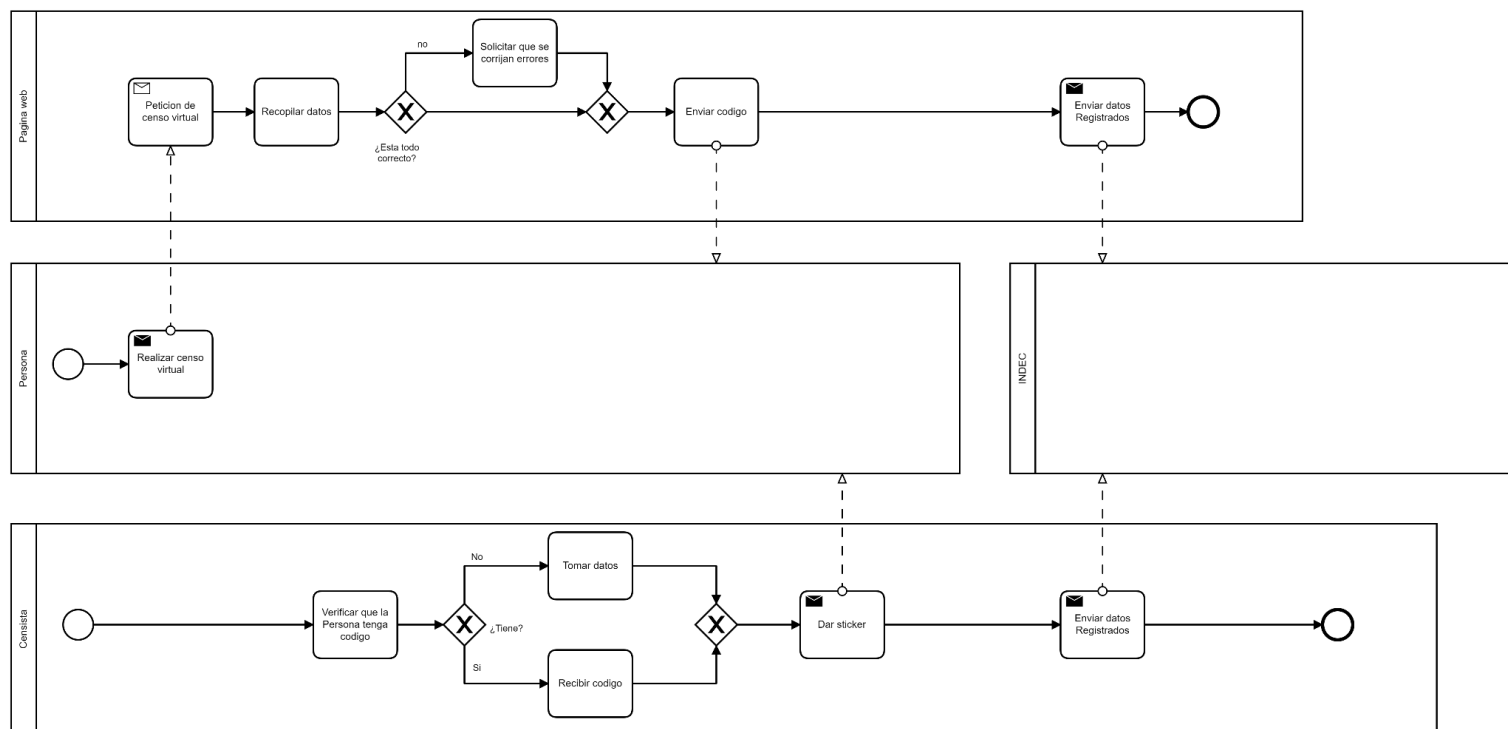 Pagina web
Peticion de
censo virtual
Recopilar datos
¿Esta todo
correcto?
no
Solicitar que se
corrijan errores
Enviar codigo
Enviar datos
Registrados
Persona
Realizar censo
virtual
INDEC
Censista
Verificar que la
Persona tenga
codigo
¿Tiene?
No
Tomar datos
Si
Recibir codigo
Dar sticker
Enviar datos
Registrados